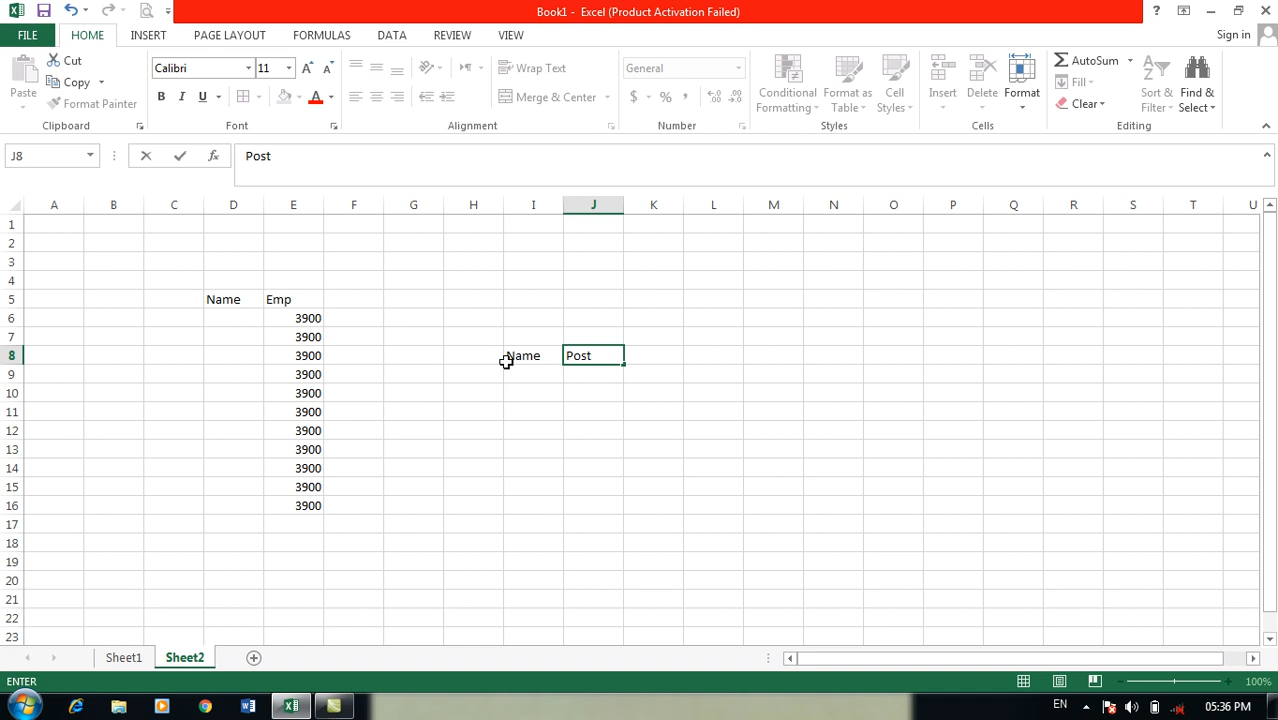 Book1 - Excel (Product Activation Failed)
FILE HOME INSERT PAGE LAYOUT FORMULAS DATA REVIEW VIEW Sign in
Paste Cut Copy Format Painter Clipboard
Calibri 11 B I U A Font
Wrap Text Merge & Center Alignment
General $ % , Number
Conditional Formatting Format as Table Cell Styles Styles
Insert Delete Format Cells
AutoSum Fill Clear Sort & Filter Find & Select Editing
J8 fx Post
A B C D E F G H I J K L M N O P Q R S T U
1
2
3
4
5 Name Emp
6 3900
7 3900
8 3900 Name Post
9 3900
10 3900
11 3900
12 3900
13 3900
14 3900
15 3900
16 3900
17
18
19
20
21
22
23
Sheet1 Sheet2
ENTER 100%
EN 05:36 PM